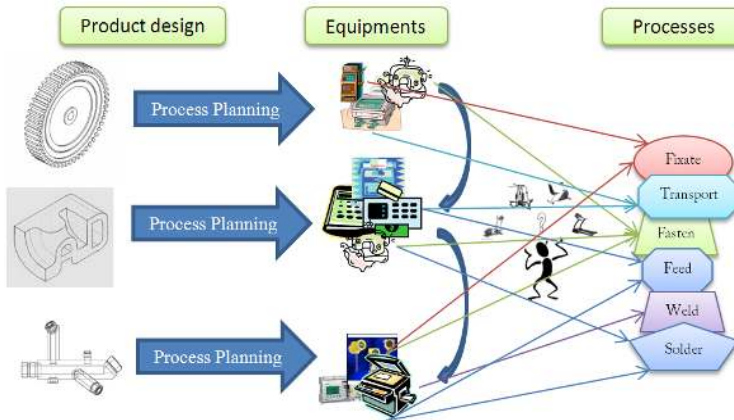 Product design
Equipments
Processes
Process Planning
Process Planning
Process Planning
Fixate
Transport
Fasten
Feed
Weld
Solder